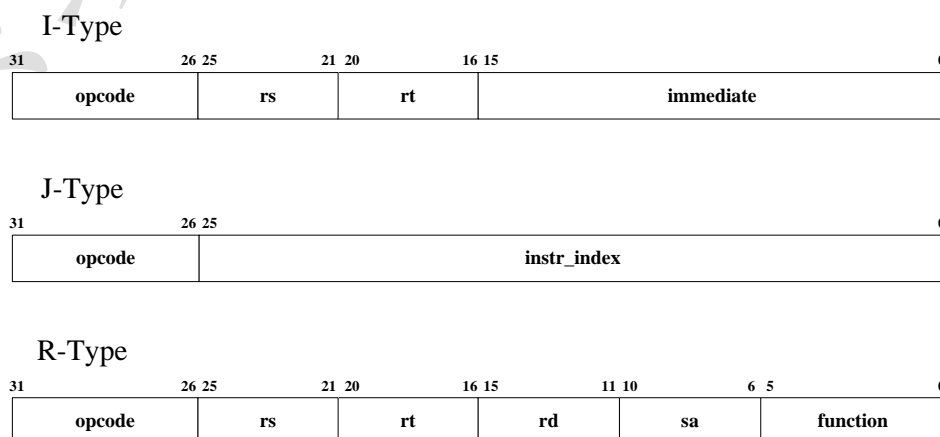 I-Type
31 26 25 21 20 16 15
opcode rs rt immediate
J-Type
31 26 25
opcode instr_index
R-Type
31 26 25 21 20 16 15 11 10 6 5
opcode rs rt rd sa function